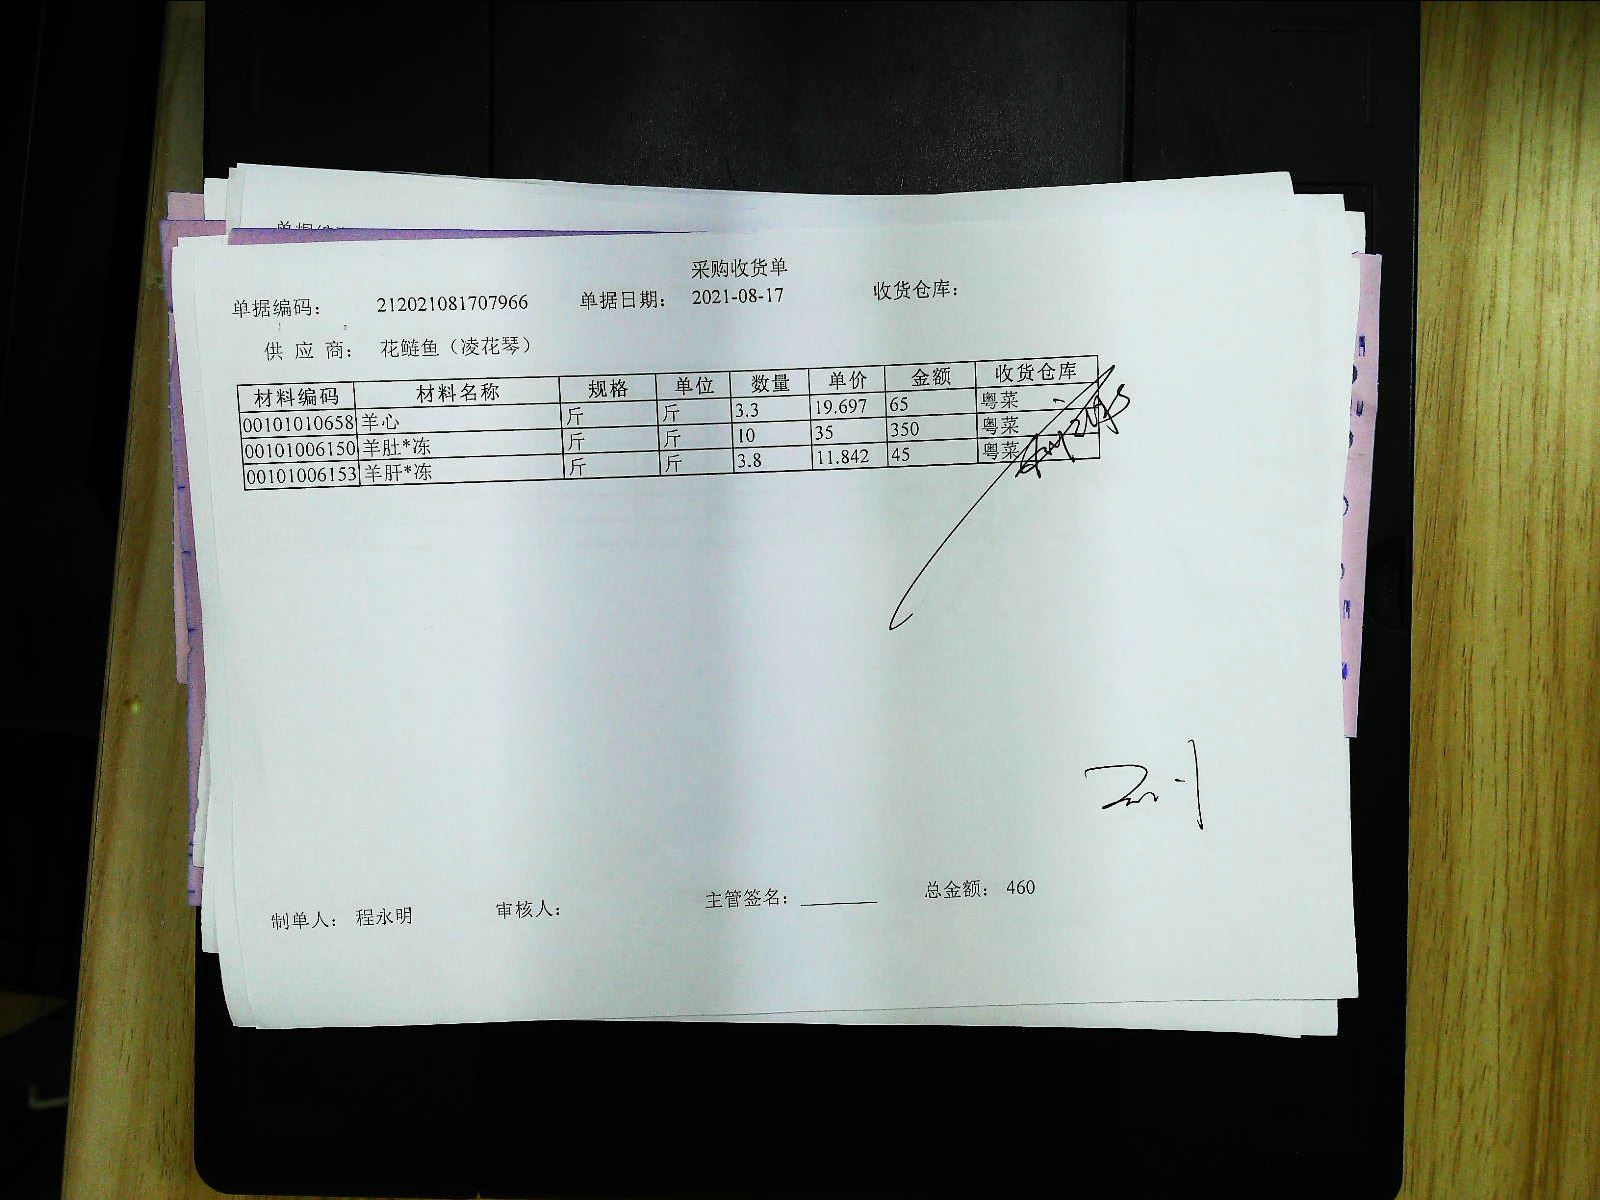 采购收货单
单据编码： 212021081707966 单据日期： 2021-08-17 收货仓库：
供 应 商： 花鲢鱼（凌花琴）
材料编码 材料名称 规格 单位 数量 单价 金额 收货仓库
00101010658 羊心 斤 斤 3.3 19.697 65 粤菜
00101006150 羊肚*冻 斤 斤 10 35 350 粤菜
00101006153 羊肝*冻 斤 斤 3.8 11.842 45 粤菜
制单人： 程永明 审核人： 主管签名： 总金额： 460